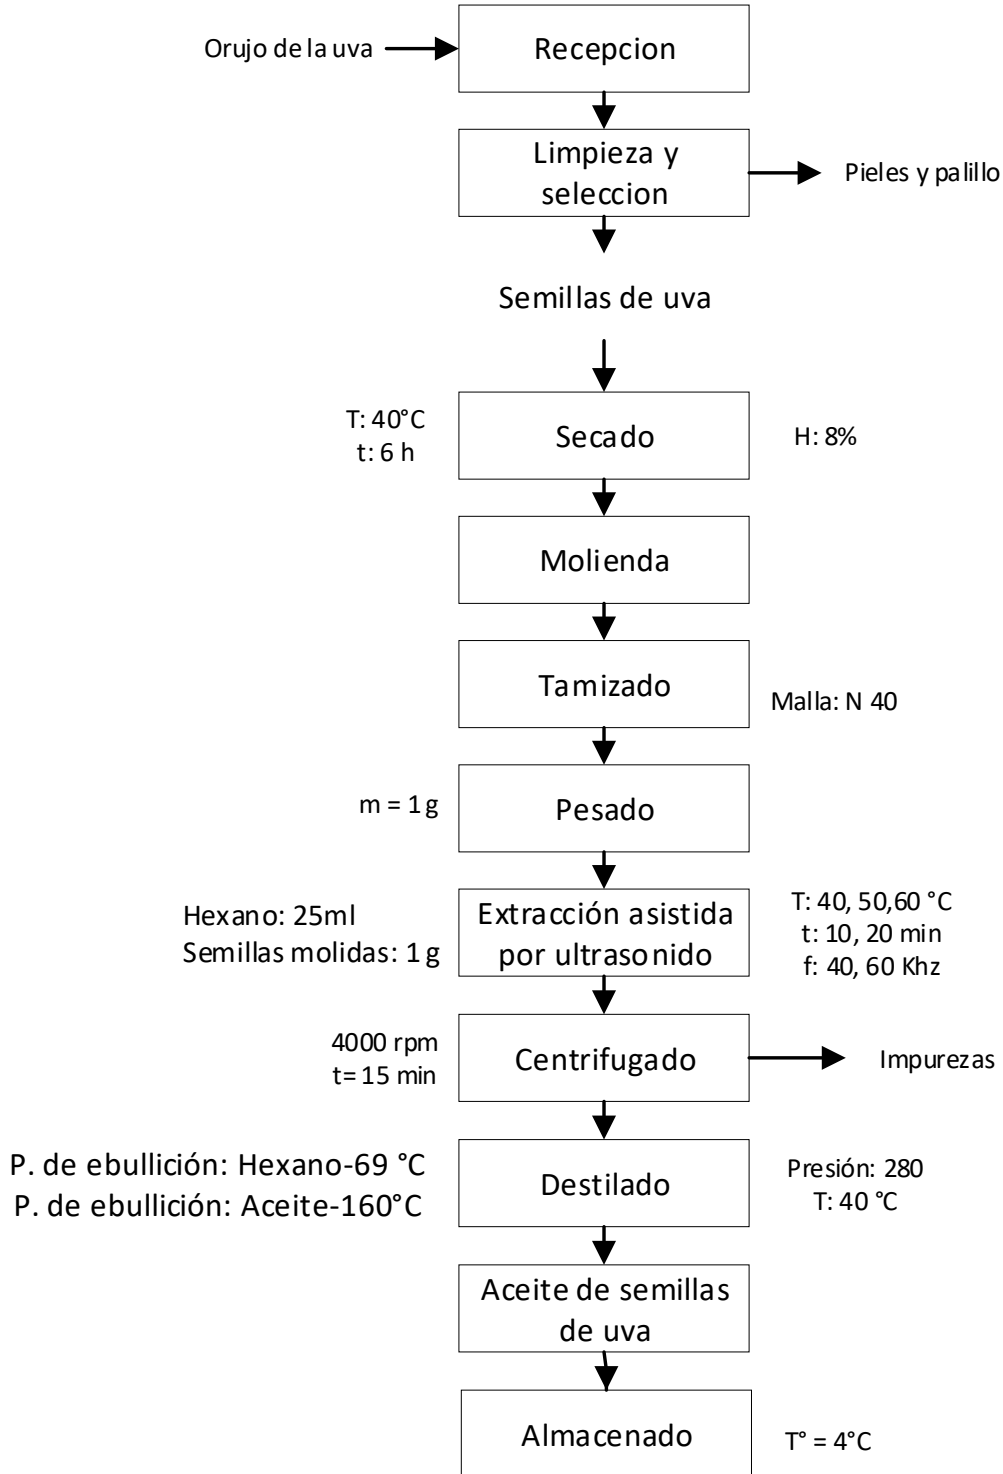 Orujo de la uva
Recepcion
Limpieza y
seleccion
Pieles y palillo
Semillas de uva
T: 40°C
t: 6 h
Secado
H: 8%
Molienda
Tamizado
Malla: N 40
m = 1 g
Pesado
Hexano: 25ml
Semillas molidas: 1 g
Extracción asistida
por ultrasonido
T: 40, 50,60 °C
t: 10, 20 min
f: 40, 60 Khz
4000 rpm
t= 15 min
Centrifugado
Impurezas
P. de ebullición: Hexano-69 °C
P. de ebullición: Aceite-160°C
Destilado
Presión: 280
T: 40 °C
Aceite de semillas
de uva
Almacenado
T° = 4°C